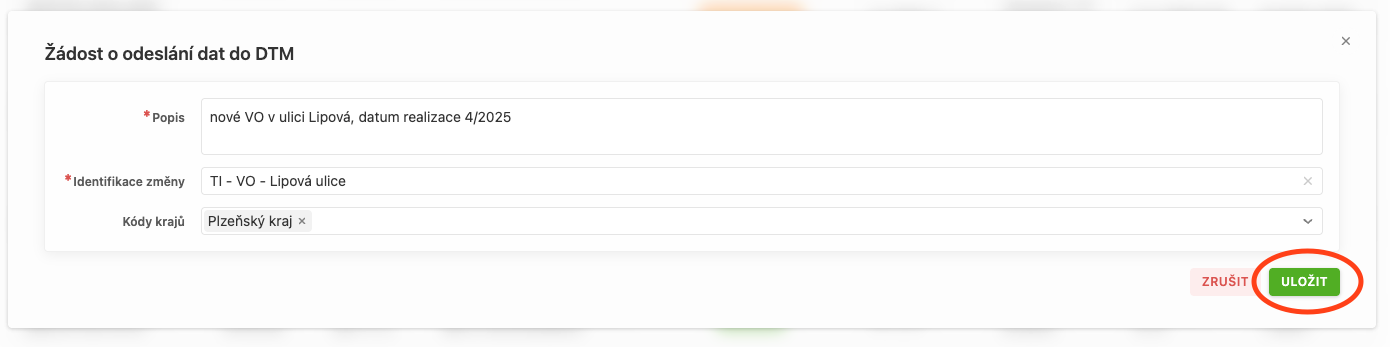 Žádost o odeslání dat do DTM
* Popis
nové VO v ulici Lipová, datum realizace 4/2025
* Identifikace změny
TI - VO - Lipová ulice
Kódy krajů
Plzeňský kraj
ZRUŠIT
ULOŽIT